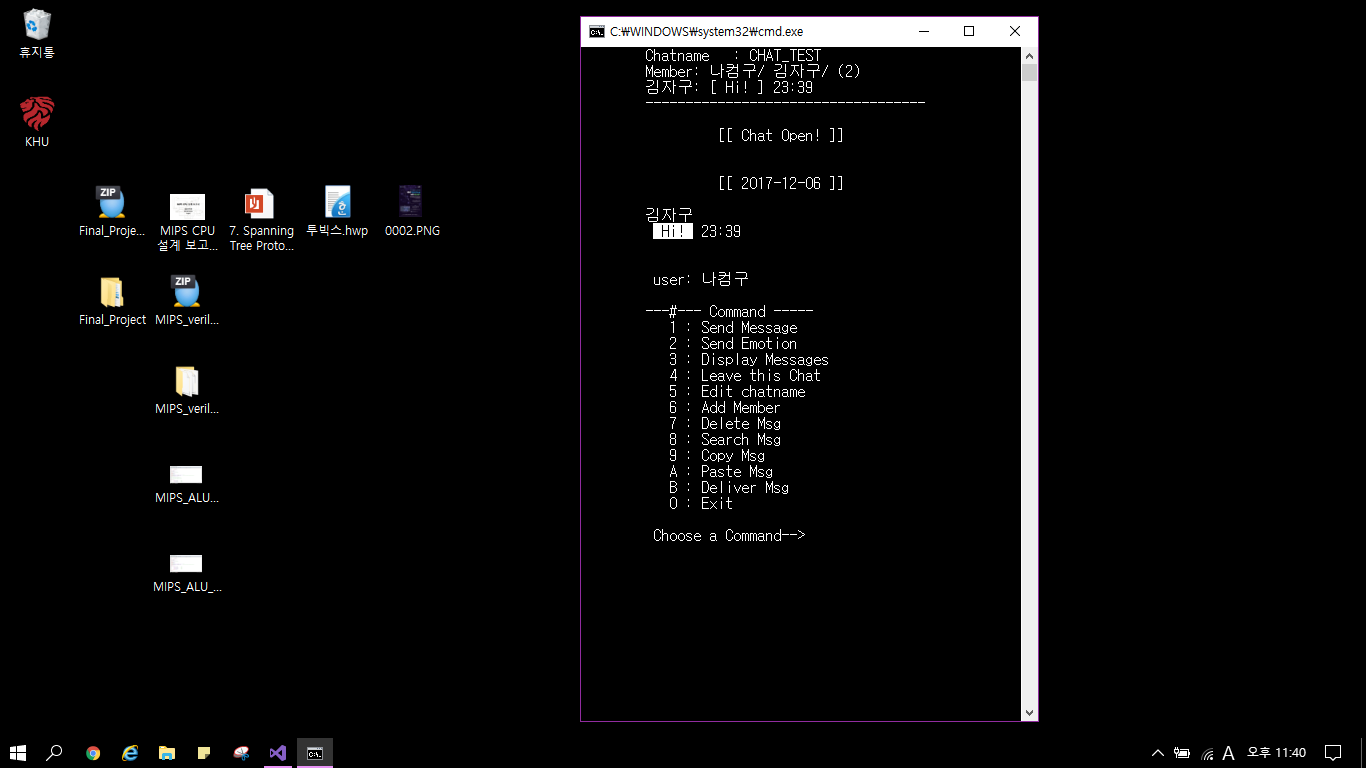 휴지통
KHU
ZIP
Final_Proje...
MIPS CPU
설계 보고...
7. Spanning
Tree Proto...
투빅스.hwp
0002.PNG
Final_Project
ZIP
MIPS_veril...
MIPS_veril...
MIPS_ALU...
MIPS_ALU_...
C:₩WINDOWS₩system32₩cmd.exe
Chatname : CHAT_TEST
Member: 나컴구/ 김자구/ (2)
김자구: [ Hi! ] 23:39
-----------------------------------
[[ Chat Open! ]]
[[ 2017-12-06 ]]
김자구
Hi! 23:39
user: 나컴구
---#--- Command -----
1 : Send Message
2 : Send Emotion
3 : Display Messages
4 : Leave this Chat
5 : Edit chatname
6 : Add Member
7 : Delete Msg
8 : Search Msg
9 : Copy Msg
A : Paste Msg
B : Deliver Msg
0 : Exit
Choose a Command-->
A 오후 11:40